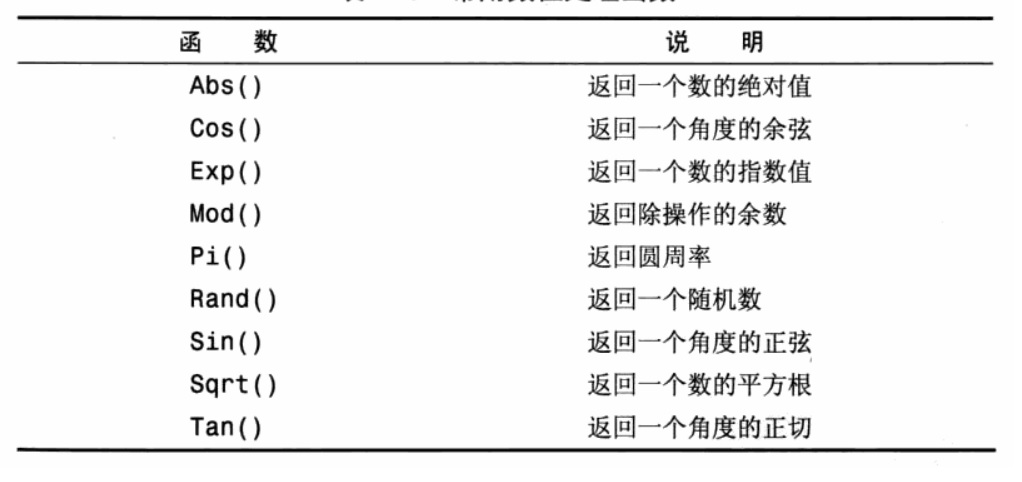 函 数 说 明
Abs() 返回一个数的绝对值
Cos() 返回一个角度的余弦
Exp() 返回一个数的指数值
Mod() 返回除操作的余数
Pi() 返回圆周率
Rand() 返回一个随机数
Sin() 返回一个角度的正弦
Sqrt() 返回一个数的平方根
Tan() 返回一个角度的正切